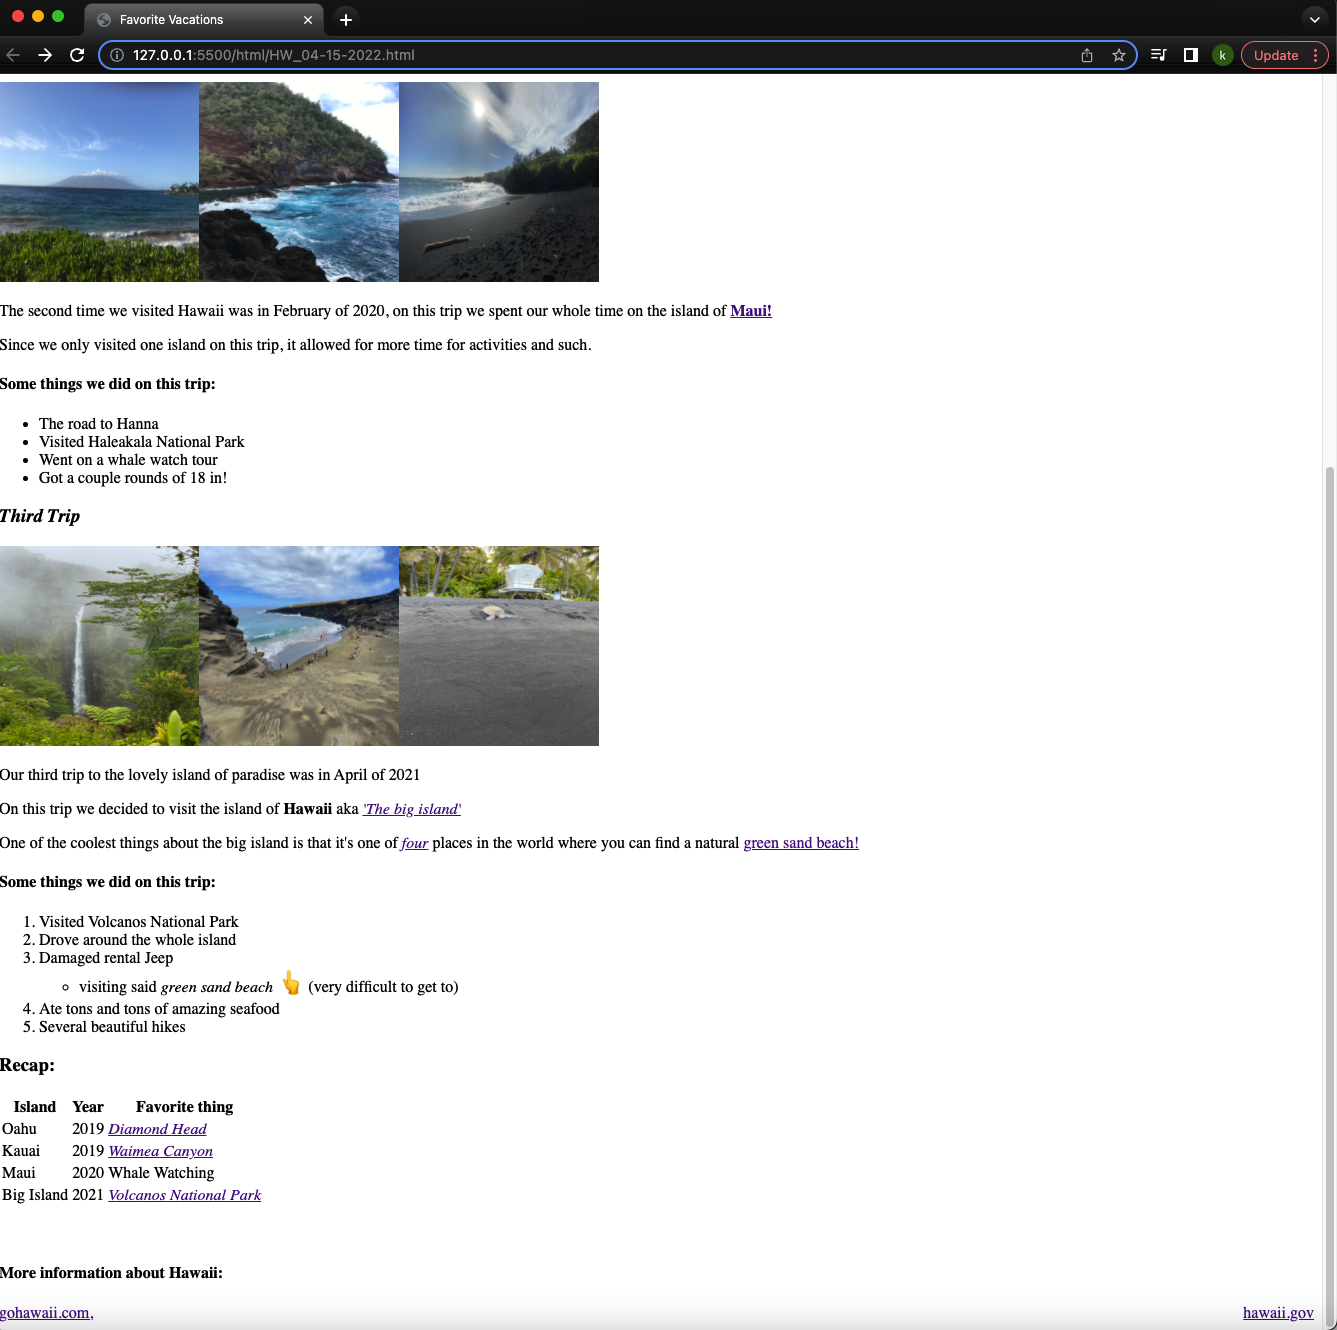 Favorite Vacations
127.0.0.1:5500/html/HW_04-15-2022.html
k
Update
The second time we visited Hawaii was in February of 2020, on this trip we spent our whole time on the island of Maui!
Since we only visited one island on this trip, it allowed for more time for activities and such.
Some things we did on this trip:
• The road to Hanna
• Visited Haleakala National Park
• Went on a whale watch tour
• Got a couple rounds of 18 in!
Third Trip
Our third trip to the lovely island of paradise was in April of 2021
On this trip we decided to visit the island of Hawaii aka 'The big island'
One of the coolest things about the big island is that it's one of four places in the world where you can find a natural green sand beach!
Some things we did on this trip:
1. Visited Volcanos National Park
2. Drove around the whole island
3. Damaged rental Jeep
◦ visiting said green sand beach 👆 (very difficult to get to)
4. Ate tons and tons of amazing seafood
5. Several beautiful hikes
Recap:
Island Year Favorite thing
Oahu 2019 Diamond Head
Kauai 2019 Waimea Canyon
Maui 2020 Whale Watching
Big Island 2021 Volcanos National Park
More information about Hawaii:
gohawaii.com, hawaii.gov